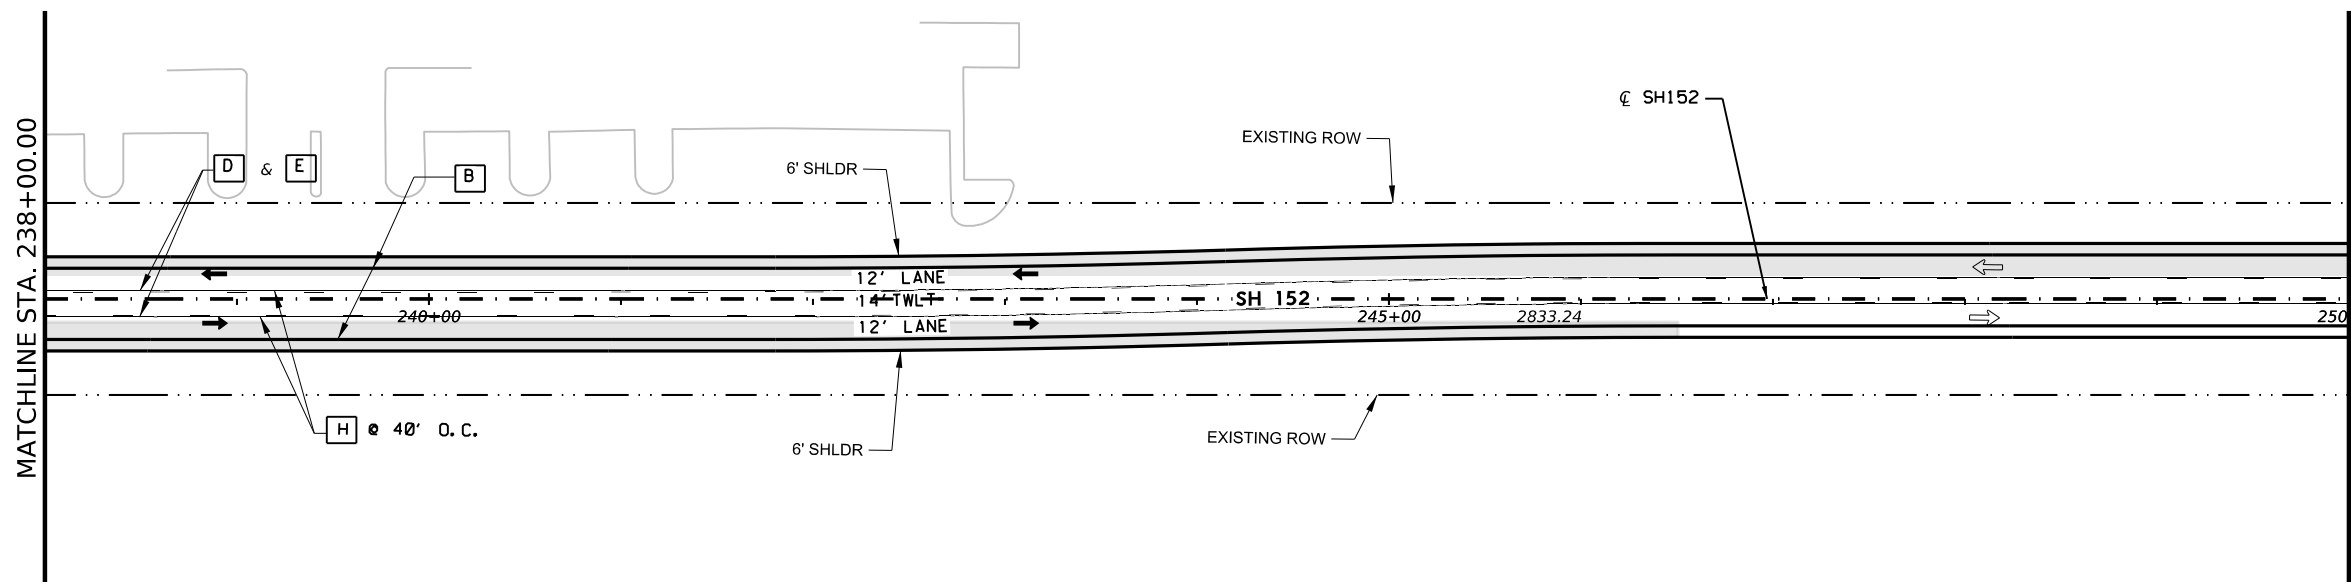 MATCHLINE STA. 238+00.00
℄ SH152
EXISTING ROW
D & E
B
6' SHLDR
12' LANE
14' TWLT
SH 152
240+00
12' LANE
245+00
2833.24
250
H @ 40' O.C.
6' SHLDR
EXISTING ROW